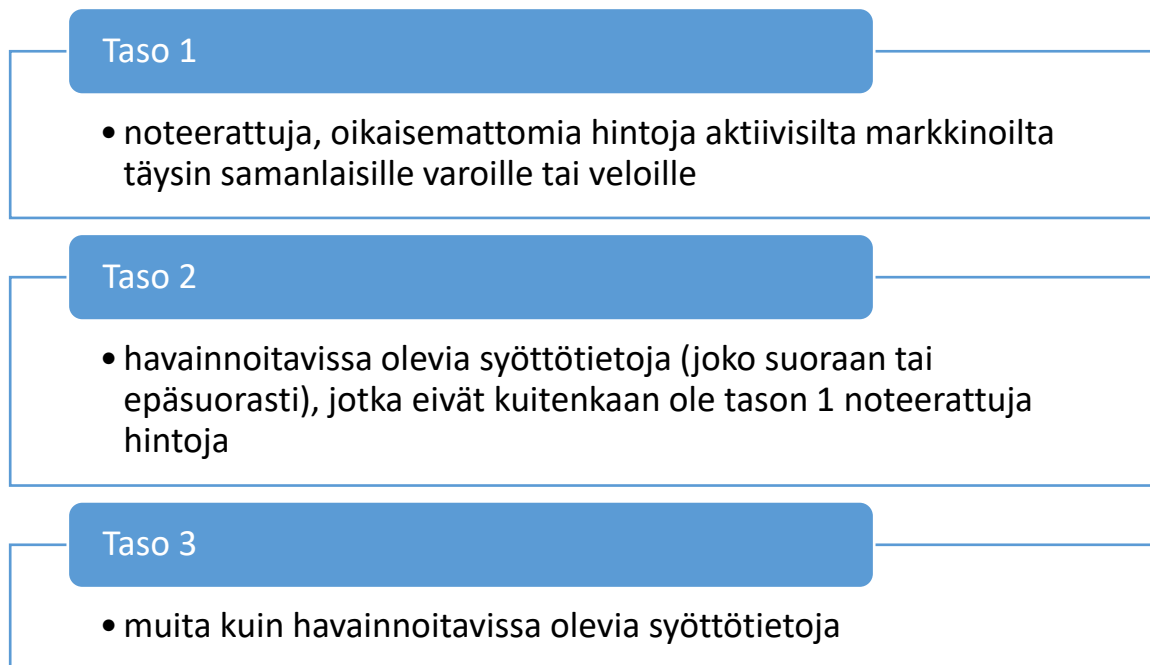 Taso 1
• noteerattuja, oikaisemattomia hintoja aktiivisilta markkinoilta
täysin samanlaisille varoille tai veloille
Taso 2
• havainnoitavissa olevia syöttötietoja (joko suoraan tai
epäsuorasti), jotka eivät kuitenkaan ole tason 1 noteerattuja
hintoja
Taso 3
• muita kuin havainnoitavissa olevia syöttötietoja